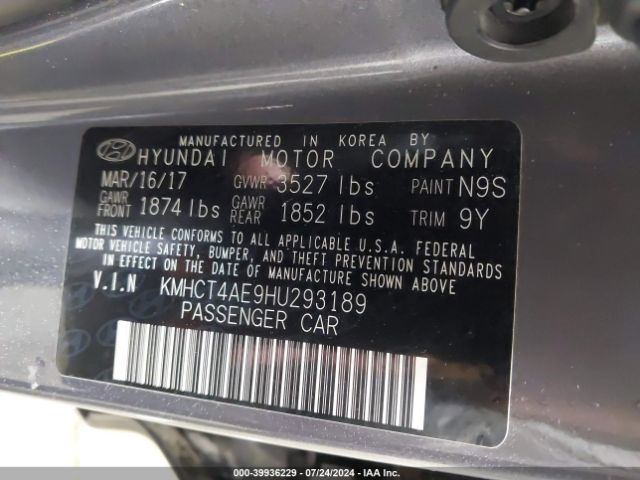 MANUFACTURED IN KOREA BY
HYUNDAI MOTOR COMPANY
MAR/16/17 GVWR 3527 lbs PAINT N9S
GAWR FRONT 1874 lbs GAWR REAR 1852 lbs TRIM 9Y
THIS VEHICLE CONFORMS TO ALL APPLICABLE U.S.A. FEDERAL
MOTOR VEHICLE SAFETY, BUMPER, AND THEFT PREVENTION STANDARDS
IN EFFECT ON THE DATE OF MANUFACTURE SHOWN ABOVE.
V.I.N KMHCT4AE9HU293189
PASSENGER CAR
000-39936229 - 07/24/2024 - IAAI.COM